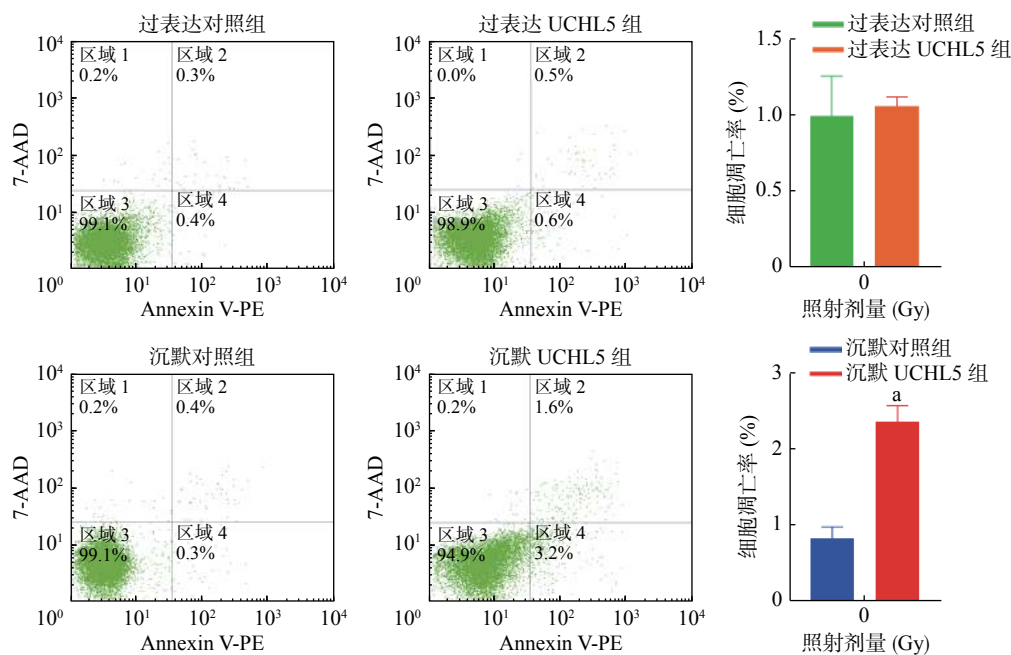 过表达对照组
10⁴
10³
10²
10¹
10⁰
7-AAD
区域 1
0.2%
区域 2
0.3%
区域 3
99.1%
区域 4
0.4%
10¹
10²
10³
10⁴
Annexin V-PE
过表达 UCHL5 组
10⁴
10³
10²
10¹
10⁰
7-AAD
区域 1
0.0%
区域 2
0.5%
区域 3
98.9%
区域 4
0.6%
10¹
10²
10³
10⁴
Annexin V-PE
过表达对照组
过表达 UCHL5 组
细胞凋亡率 (%)
1.5
1.0
0.5
0
0
照射剂量 (Gy)
沉默对照组
10⁴
10³
10²
10¹
10⁰
7-AAD
区域 1
0.2%
区域 2
0.4%
区域 3
99.1%
区域 4
0.3%
10¹
10²
10³
10⁴
Annexin V-PE
沉默 UCHL5 组
10⁴
10³
10²
10¹
10⁰
7-AAD
区域 1
0.2%
区域 2
1.6%
区域 3
94.9%
区域 4
3.2%
10¹
10²
10³
10⁴
Annexin V-PE
沉默对照组
沉默 UCHL5 组
a
细胞凋亡率 (%)
3
2
1
0
0
照射剂量 (Gy)